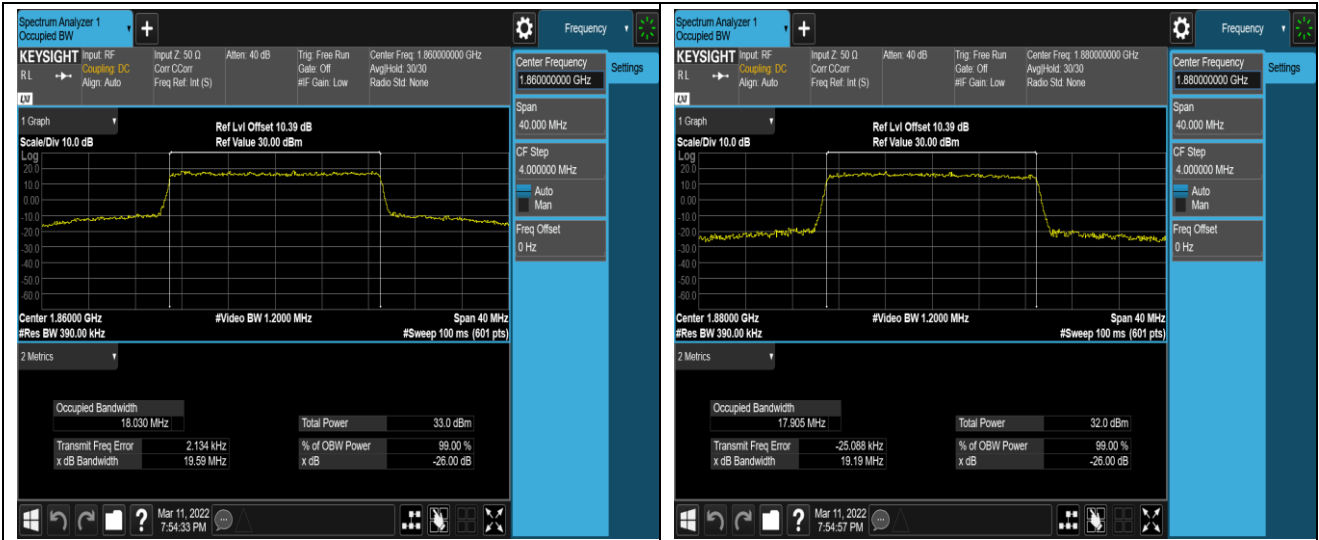 Spectrum Analyzer 1
Occupied BW
Frequency
KEYSIGHT
Input: RF
Coupling: DC
Align: Auto
Input Z: 50 Ω
Corr CCorr
Freq Ref: Int (S)
Atten: 40 dB
Trig: Free Run
Gate: Off
#IF Gain: Low
Center Freq: 1.860000000 GHz
Avg|Hold: 30/30
Radio Std: None
RL
LXI
Center Frequency
1.860000000 GHz
Settings
Span
40.000 MHz
CF Step
4.000000 MHz
Auto
Man
Freq Offset
0 Hz
1 Graph
Ref Lvl Offset 10.39 dB
Scale/Div 10.0 dB
Ref Value 30.00 dBm
Log
20.0
10.0
0.00
-10.0
-20.0
-30.0
-40.0
-50.0
-60.0
Center 1.86000 GHz
#Video BW 1.2000 MHz
Span 40 MHz
#Res BW 390.00 kHz
#Sweep 100 ms (601 pts)
2 Metrics
Occupied Bandwidth
18.030 MHz
Total Power 33.0 dBm
Transmit Freq Error 2.134 kHz
% of OBW Power 99.00 %
x dB Bandwidth 19.59 MHz
x dB -26.00 dB
?
Mar 11, 2022
7:54:33 PM
Spectrum Analyzer 1
Occupied BW
Frequency
KEYSIGHT
Input: RF
Coupling: DC
Align: Auto
Input Z: 50 Ω
Corr CCorr
Freq Ref: Int (S)
Atten: 40 dB
Trig: Free Run
Gate: Off
#IF Gain: Low
Center Freq: 1.880000000 GHz
Avg|Hold: 30/30
Radio Std: None
RL
LXI
Center Frequency
1.880000000 GHz
Settings
Span
40.000 MHz
CF Step
4.000000 MHz
Auto
Man
Freq Offset
0 Hz
1 Graph
Ref Lvl Offset 10.39 dB
Scale/Div 10.0 dB
Ref Value 30.00 dBm
Log
20.0
10.0
0.00
-10.0
-20.0
-30.0
-40.0
-50.0
-60.0
Center 1.88000 GHz
#Video BW 1.2000 MHz
Span 40 MHz
#Res BW 390.00 kHz
#Sweep 100 ms (601 pts)
2 Metrics
Occupied Bandwidth
17.905 MHz
Total Power 32.0 dBm
Transmit Freq Error -25.088 kHz
% of OBW Power 99.00 %
x dB Bandwidth 19.19 MHz
x dB -26.00 dB
?
Mar 11, 2022
7:54:57 PM